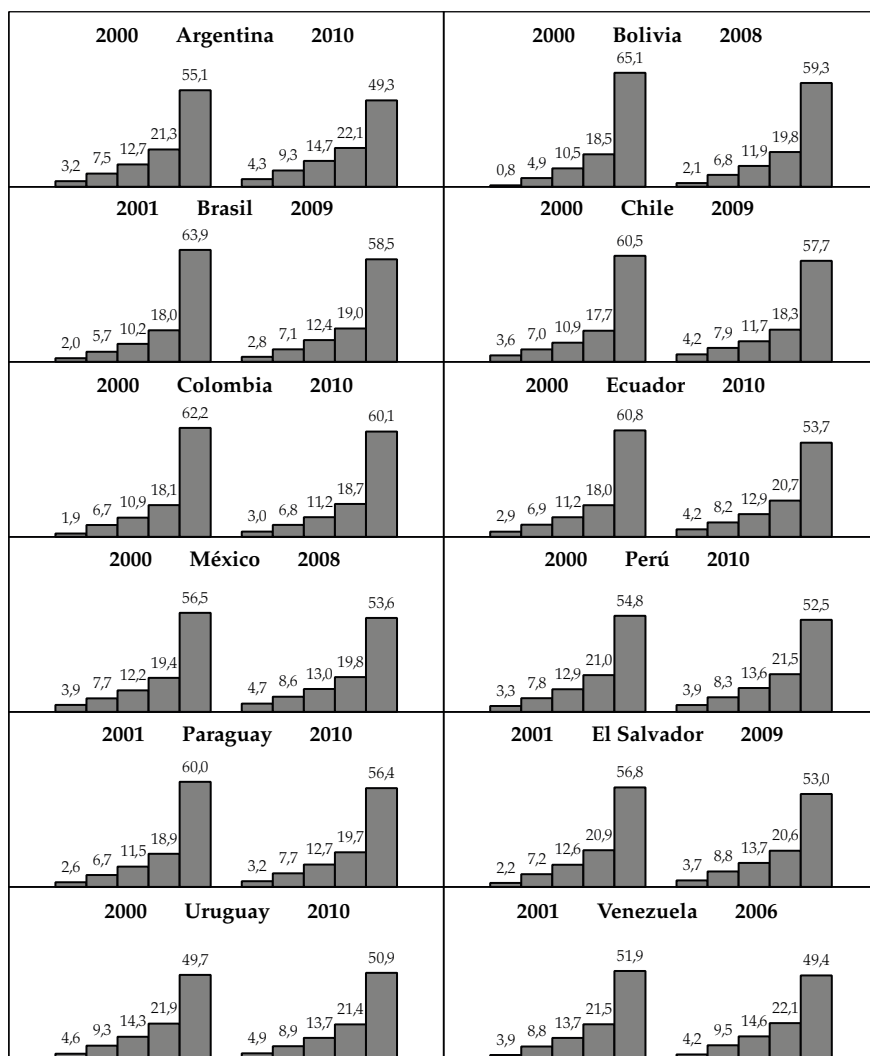 2000 Argentina 2010
3,2 7,5 12,7 21,3 55,1 4,3 9,3 14,7 22,1 49,3
2000 Bolivia 2008
0,8 4,9 10,5 18,5 65,1 2,1 6,8 11,9 19,8 59,3
2001 Brasil 2009
2,0 5,7 10,2 18,0 63,9 2,8 7,1 12,4 19,0 58,5
2000 Chile 2009
3,6 7,0 10,9 17,7 60,5 4,2 7,9 11,7 18,3 57,7
2000 Colombia 2010
1,9 6,7 10,9 18,1 62,2 3,0 6,8 11,2 18,7 60,1
2000 Ecuador 2010
2,9 6,9 11,2 18,0 60,8 4,2 8,2 12,9 20,7 53,7
2000 México 2008
3,9 7,7 12,2 19,4 56,5 4,7 8,6 13,0 19,8 53,6
2000 Perú 2010
3,3 7,8 12,9 21,0 54,8 3,9 8,3 13,6 21,5 52,5
2001 Paraguay 2010
2,6 6,7 11,5 18,9 60,0 3,2 7,7 12,7 19,7 56,4
2001 El Salvador 2009
2,2 7,2 12,6 20,9 56,8 3,7 8,8 13,7 20,6 53,0
2000 Uruguay 2010
4,6 9,3 14,3 21,9 49,7 4,9 8,9 13,7 21,4 50,9
2001 Venezuela 2006
3,9 8,8 13,7 21,5 51,9 4,2 9,5 14,6 22,1 49,4